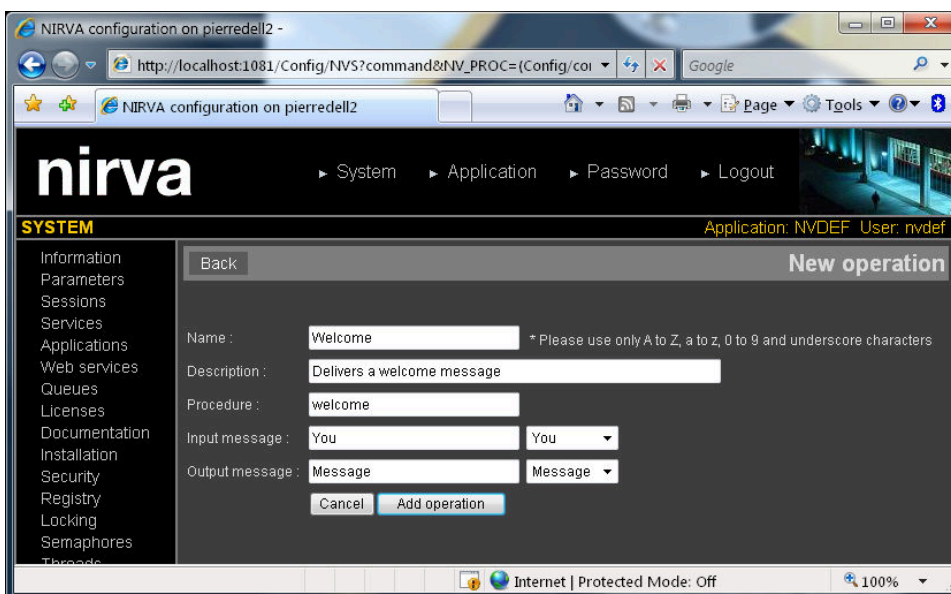 NIRVA configuration on pierredell2 -
http://localhost:1081/Config/NVS?command&NV_PROC={Config/coi
Google
NIRVA configuration on pierredell2
Page
Tools
nirva
System
Application
Password
Logout
SYSTEM
Application: NVDEF User: nvdef
Information
Parameters
Sessions
Services
Applications
Web services
Queues
Licenses
Documentation
Installation
Security
Registry
Locking
Semaphores
Threads
Back
New operation
Name :
Welcome
* Please use only A to Z, a to z, 0 to 9 and underscore characters
Description :
Delivers a welcome message
Procedure :
welcome
Input message :
You
You
Output message :
Message
Message
Cancel
Add operation
Internet | Protected Mode: Off
100%